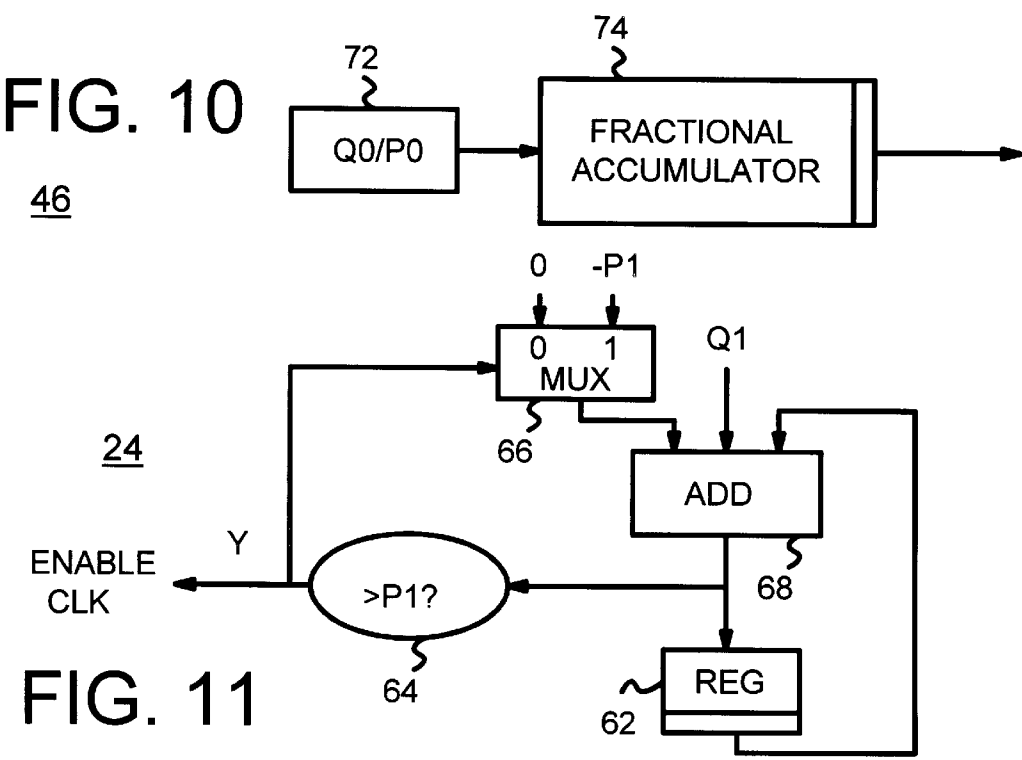 FIG. 10
72
74
Q0/P0
FRACTIONAL
ACCUMULATOR
46
0 -P1
0 1
MUX
Q1
66
24
ADD
Y
ENABLE
CLK
>P1?
68
64
REG
62
FIG. 11